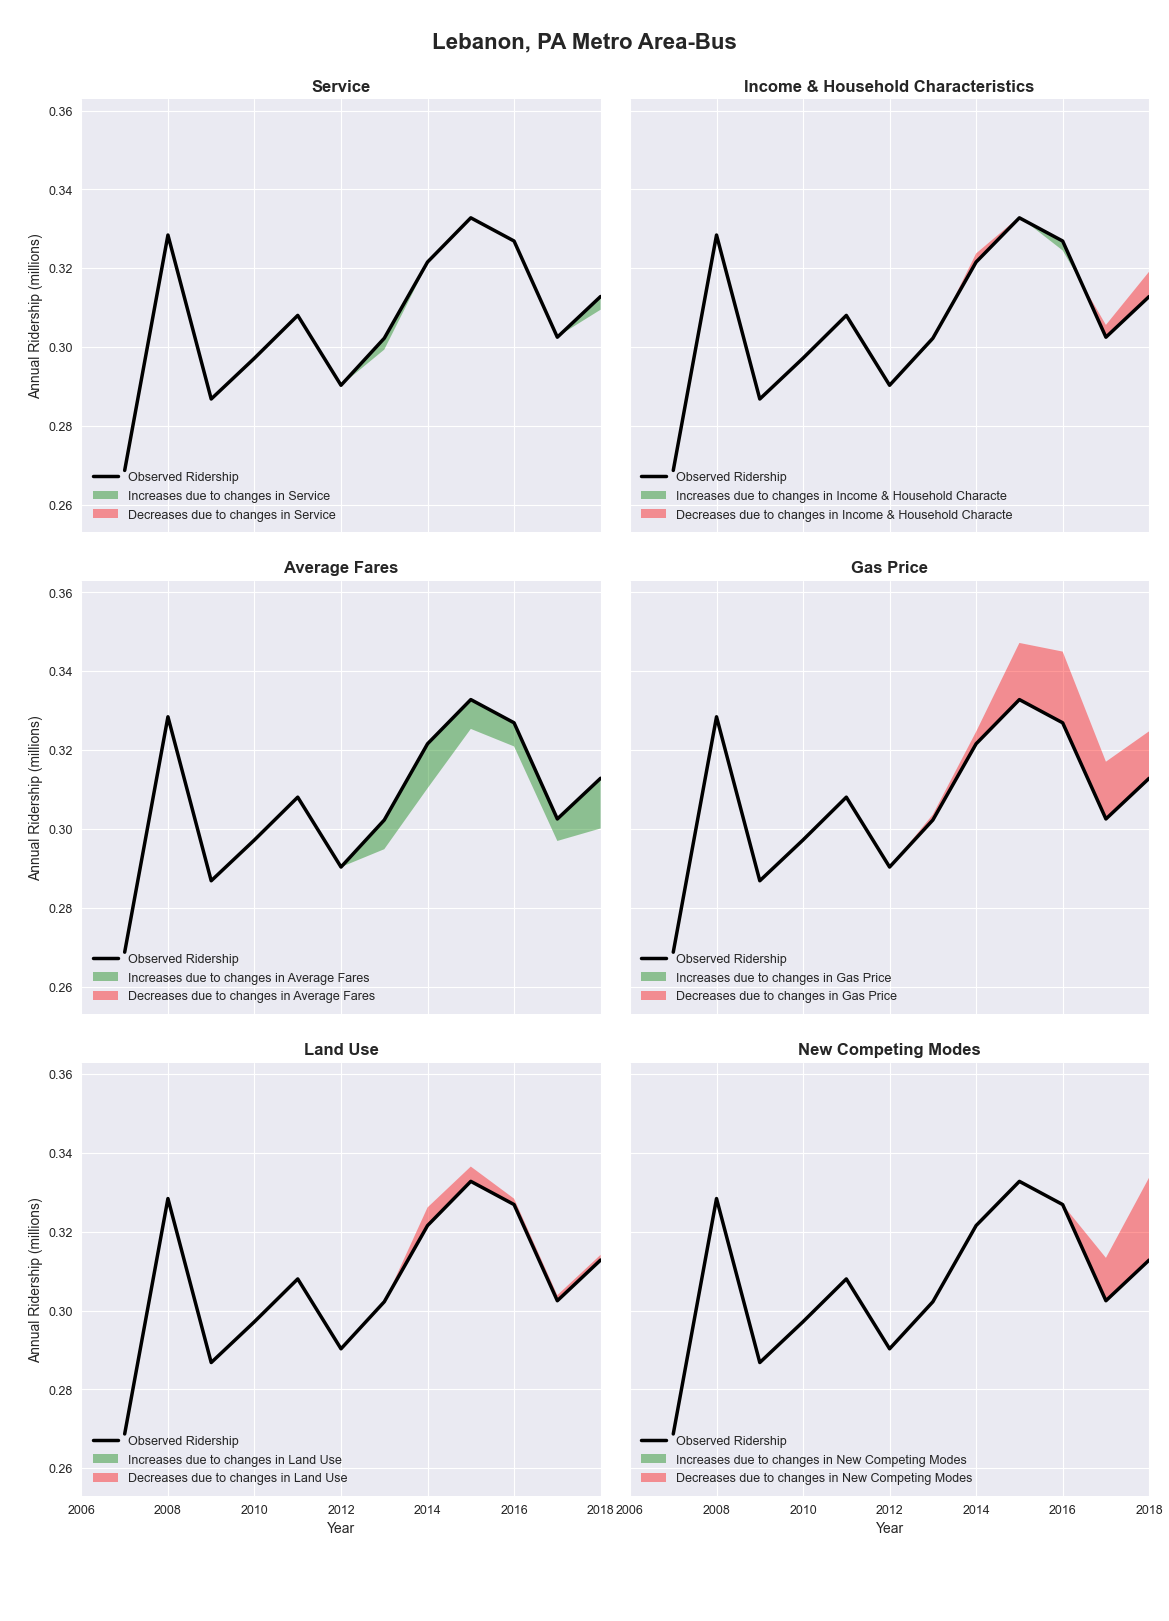 Lebanon, PA Metro Area-Bus
Service
0.36
0.34
0.32
0.30
0.28
0.26
Annual Ridership (millions)
Observed Ridership
Increases due to changes in Service
Decreases due to changes in Service
Income & Household Characteristics
Observed Ridership
Increases due to changes in Income & Household Characte
Decreases due to changes in Income & Household Characte
Average Fares
0.36
0.34
0.32
0.30
0.28
0.26
Annual Ridership (millions)
Observed Ridership
Increases due to changes in Average Fares
Decreases due to changes in Average Fares
Gas Price
Observed Ridership
Increases due to changes in Gas Price
Decreases due to changes in Gas Price
Land Use
0.36
0.34
0.32
0.30
0.28
0.26
Annual Ridership (millions)
Observed Ridership
Increases due to changes in Land Use
Decreases due to changes in Land Use
2006 2008 2010 2012 2014 2016 2018
Year
New Competing Modes
Observed Ridership
Increases due to changes in New Competing Modes
Decreases due to changes in New Competing Modes
2006 2008 2010 2012 2014 2016 2018
Year